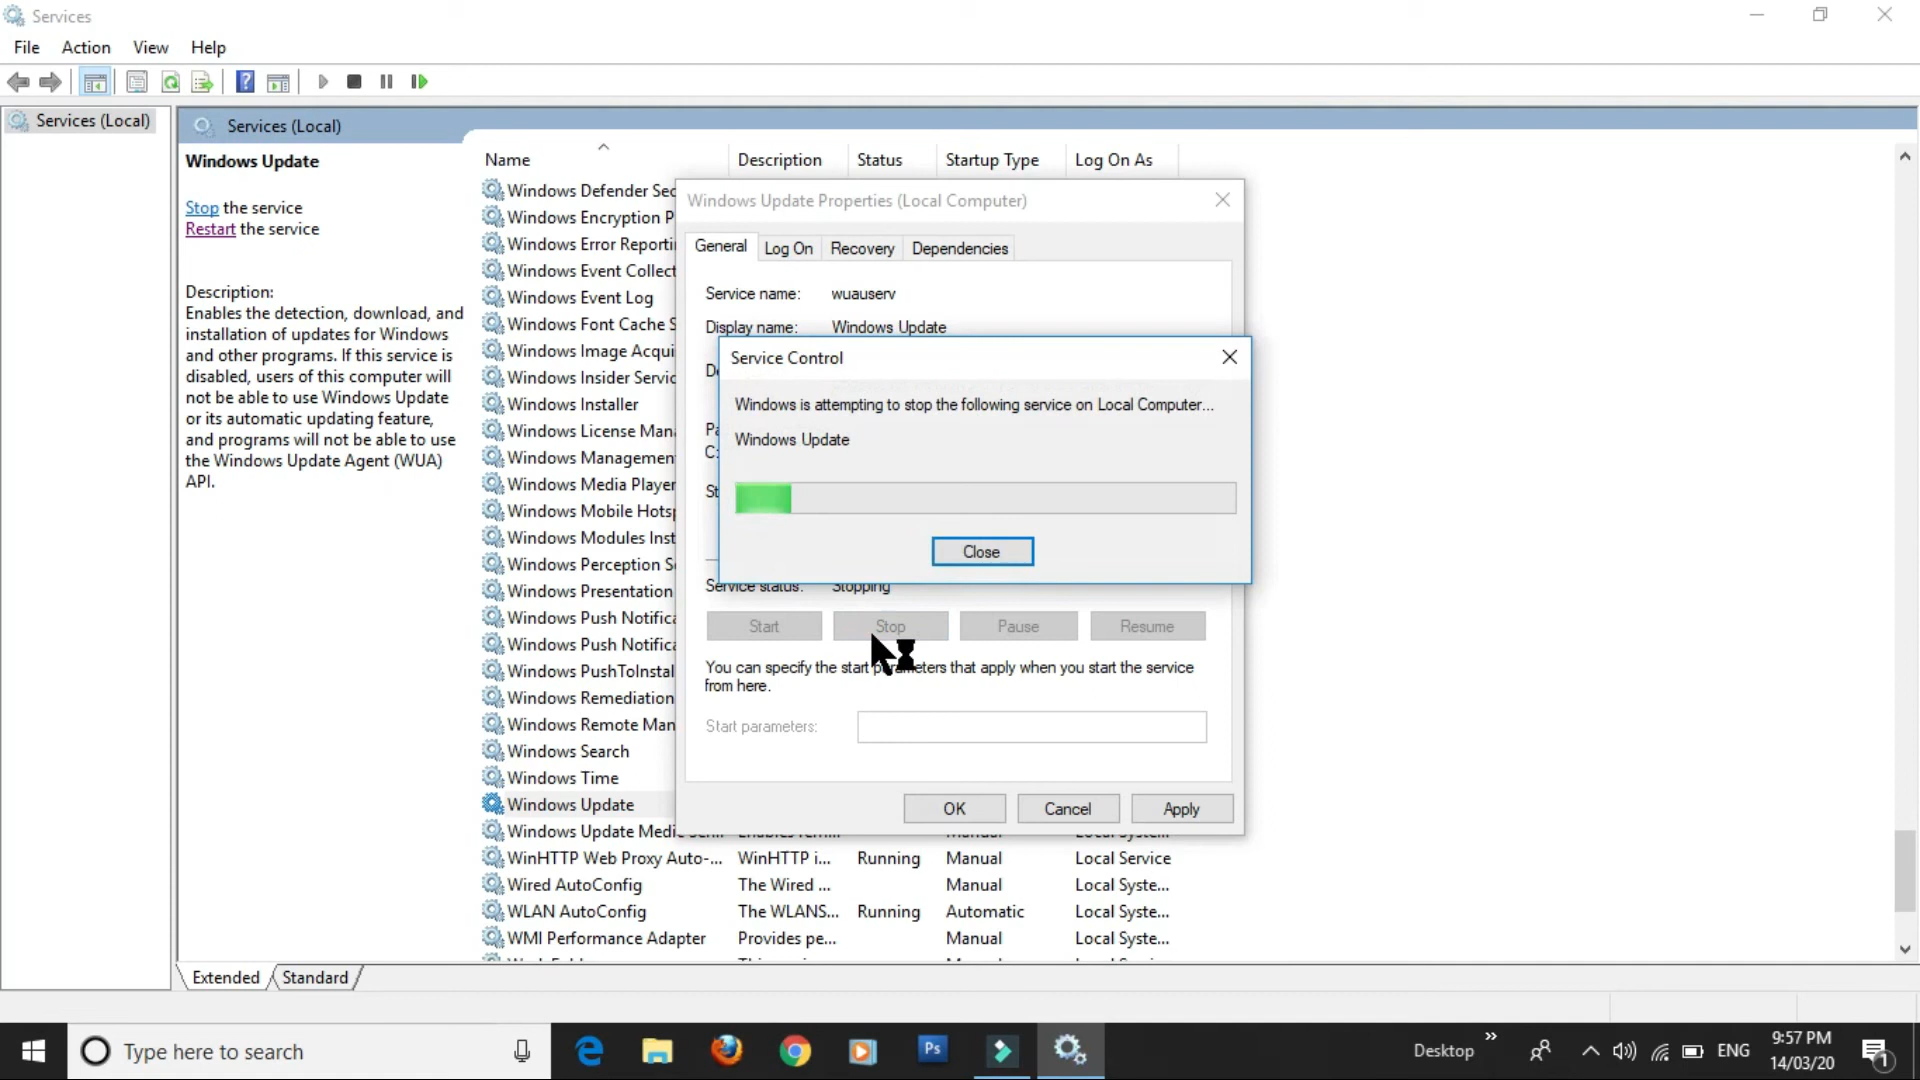 Services
File Action View Help
Services (Local)
Services (Local)
Windows Update
Stop the service
Restart the service
Description:
Enables the detection, download, and
installation of updates for Windows
and other programs. If this service is
disabled, users of this computer will
not be able to use Windows Update
or its automatic updating feature,
and programs will not be able to use
the Windows Update Agent (WUA)
API.
Name Description Status Startup Type Log On As
Windows Defender Sec
Windows Encryption P
Windows Error Reporti
Windows Event Collect
Windows Event Log
Windows Font Cache S
Windows Image Acqui
Windows Insider Servic
Windows Installer
Windows License Mana
Windows Management
Windows Media Player
Windows Mobile Hotsp
Windows Modules Inst
Windows Perception Se
Windows Presentation
Windows Push Notifica
Windows Push Notifica
Windows PushToInstal
Windows Remediation
Windows Remote Man
Windows Search
Windows Time
Windows Update
Windows Update Medic
WinHTTP Web Proxy Auto-... WinHTTP i... Running Manual Local Service
Wired AutoConfig The Wired ... Manual Local Syste...
WLAN AutoConfig The WLANS... Running Automatic Local Syste...
WMI Performance Adapter Provides pe... Manual Local Syste...
Windows Update Properties (Local Computer)
General Log On Recovery Dependencies
Service name: wuauserv
Display name: Windows Update
Service Control
Windows is attempting to stop the following service on Local Computer...
Windows Update
Close
Service status: Stopping
Start Stop Pause Resume
You can specify the start parameters that apply when you start the service
from here.
Start parameters:
OK Cancel Apply
Extended Standard
Type here to search
Ps
Desktop
ENG
9:57 PM
14/03/20
1